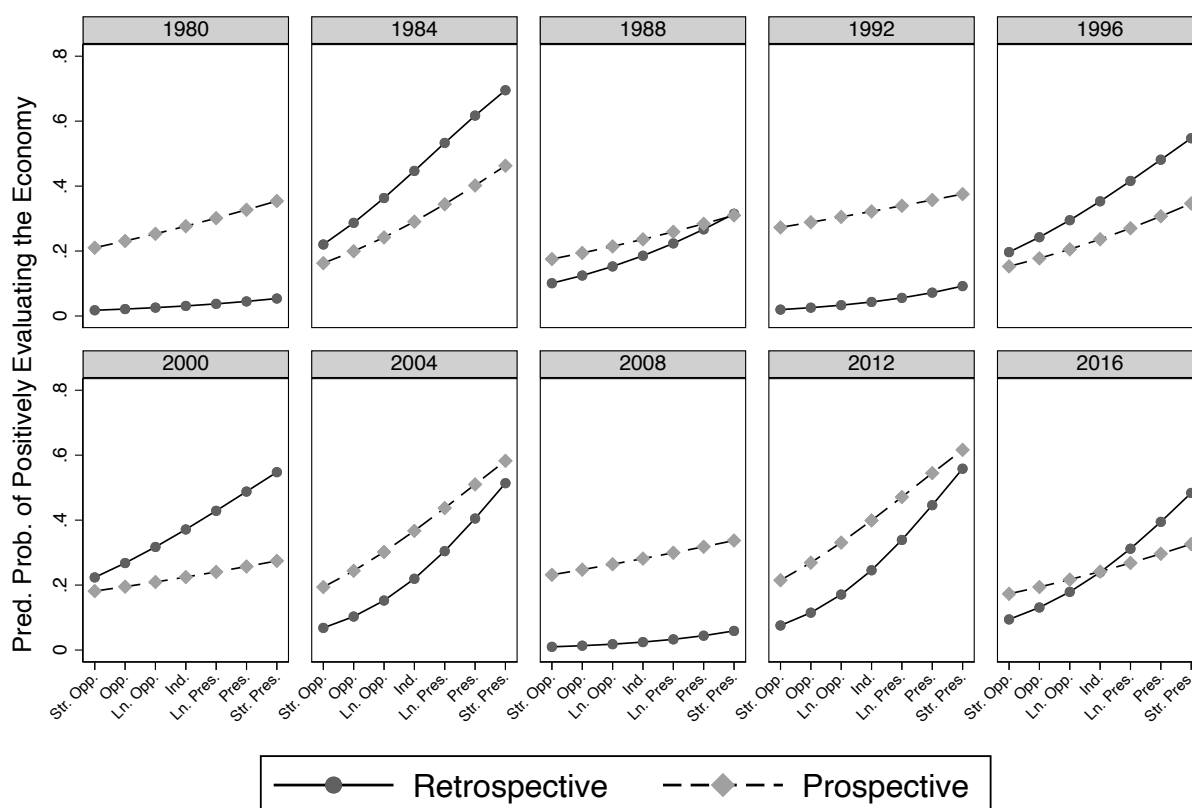 Pred. Prob. of Positively Evaluating the Economy
1980 1984 1988 1992 1996
.8
.6
.4
.2
0
2000 2004 2008 2012 2016
.8
.6
.4
.2
0
Str. Opp. Opp. Ln. Opp. Ind. Ln. Pres. Pres. Str. Pres.
Str. Opp. Opp. Ln. Opp. Ind. Ln. Pres. Pres. Str. Pres.
Str. Opp. Opp. Ln. Opp. Ind. Ln. Pres. Pres. Str. Pres.
Str. Opp. Opp. Ln. Opp. Ind. Ln. Pres. Pres. Str. Pres.
Str. Opp. Opp. Ln. Opp. Ind. Ln. Pres. Pres. Str. Pres.
Retrospective Prospective